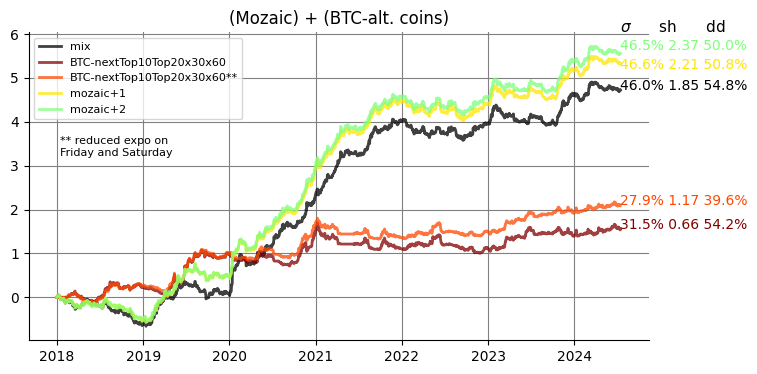 (Mozaic) + (BTC-alt. coins)
σ sh dd
mix
BTC-nextTop10Top20x30x60
BTC-nextTop10Top20x30x60**
mozaic+1
mozaic+2
** reduced expo on
Friday and Saturday
46.5% 2.37 50.0%
46.6% 2.21 50.8%
46.0% 1.85 54.8%
27.9% 1.17 39.6%
31.5% 0.66 54.2%
6
5
4
3
2
1
0
2018 2019 2020 2021 2022 2023 2024